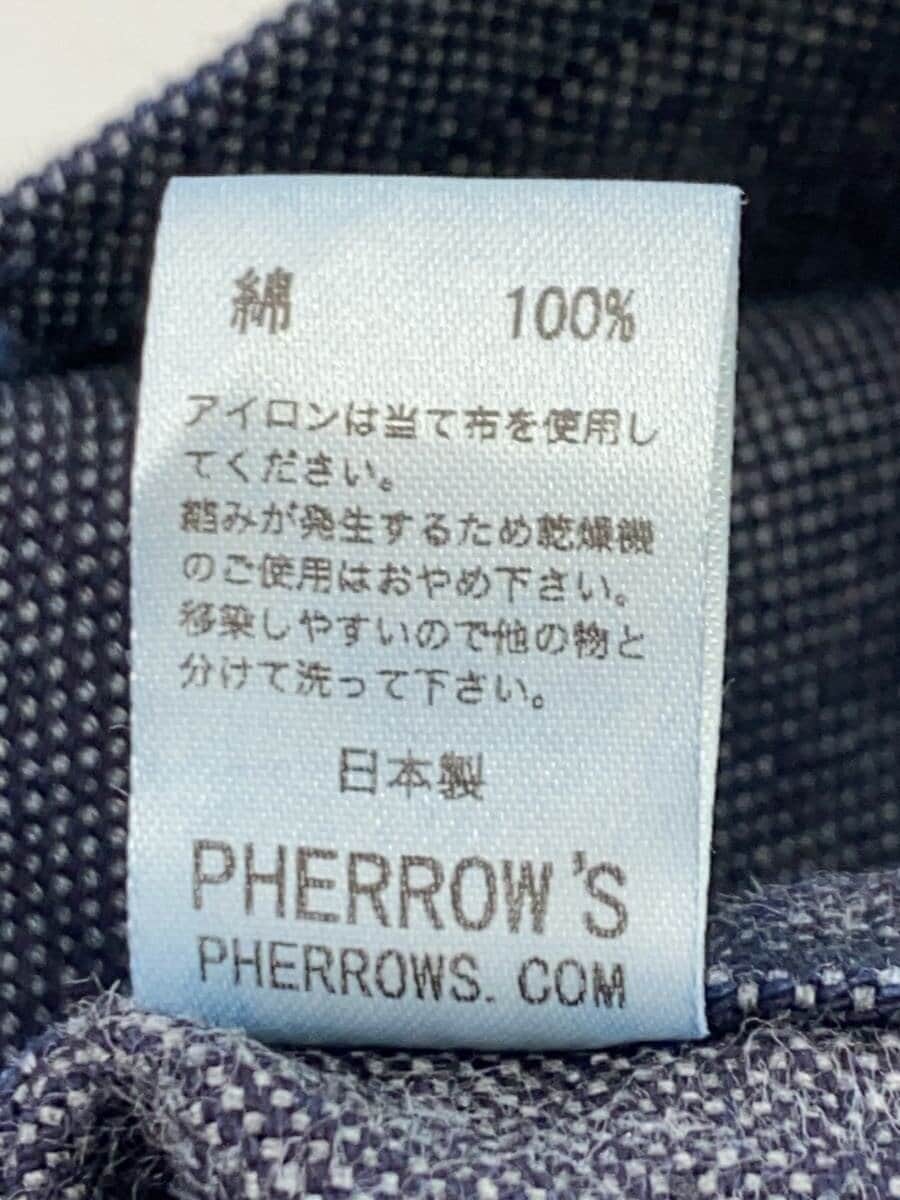 綿 100%
アイロンは当て布を使用し
てください。
縮みが発生するため乾燥機
のご使用はおやめ下さい。
移染しやすいので他の物と
分けて洗って下さい。
日本製
PHERROW'S
PHERROWS. COM